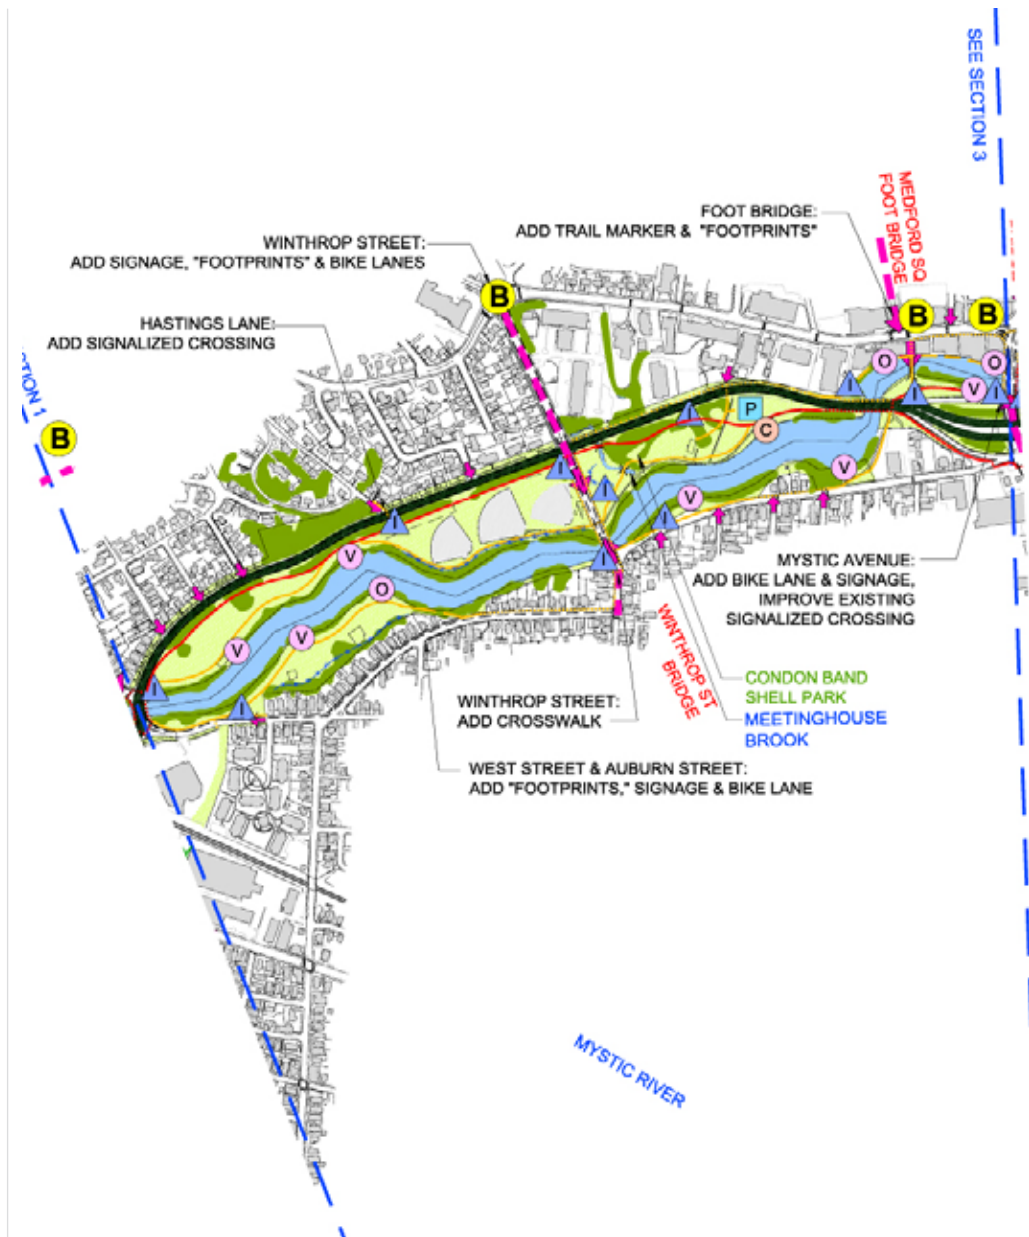 SEE SECTION 3
MEDFORD SQ
FOOT BRIDGE
FOOT BRIDGE:
ADD TRAIL MARKER & "FOOTPRINTS"
WINTHROP STREET:
ADD SIGNAGE, "FOOTPRINTS" & BIKE LANES
B
B
B
HASTINGS LANE:
ADD SIGNALIZED CROSSING
O
O
I
V
I
I
CTION 1
B
P
I
C
I
V
I
V
I
I
V
I
MYSTIC AVENUE:
ADD BIKE LANE & SIGNAGE,
IMPROVE EXISTING
SIGNALIZED CROSSING
O
V
V
I
I
WINTHROP ST
BRIDGE
CONDON BAND
SHELL PARK
MEETINGHOUSE
BROOK
WINTHROP STREET:
ADD CROSSWALK
WEST STREET & AUBURN STREET:
ADD "FOOTPRINTS," SIGNAGE & BIKE LANE
MYSTIC RIVER